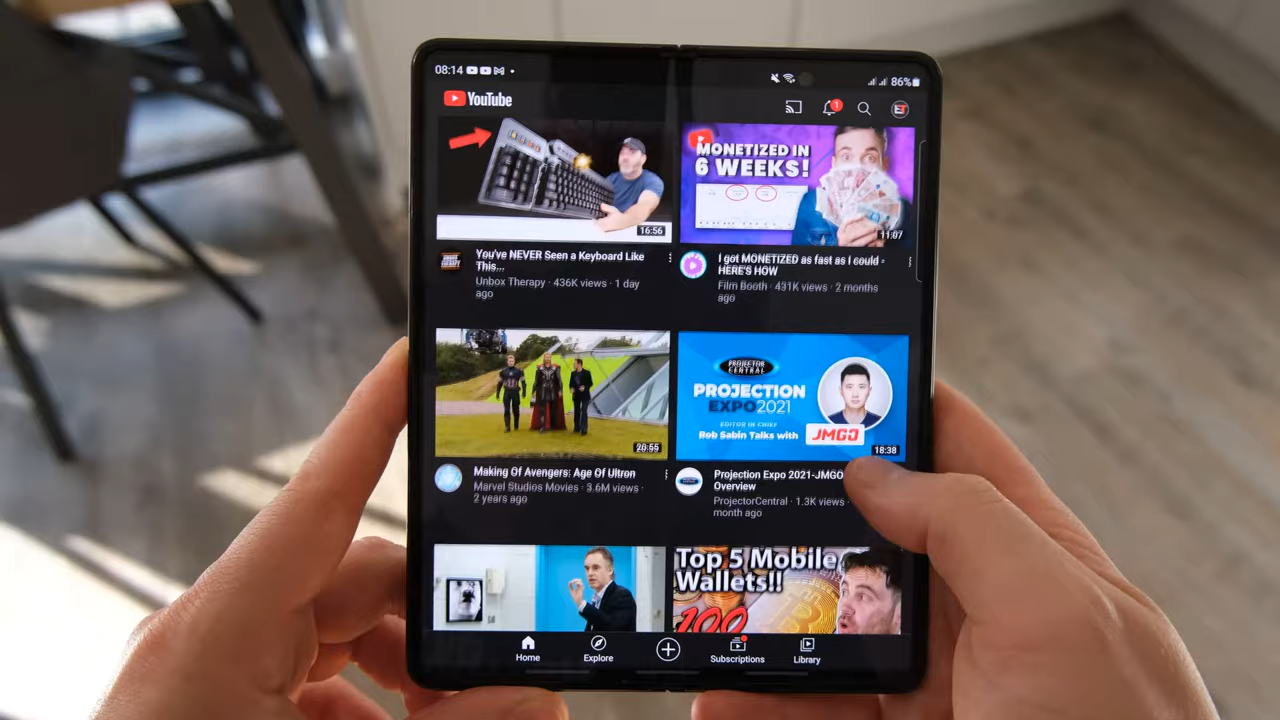 08:14
86%
YouTube
1
16:56
MONETIZED IN
6 WEEKS!
11:07
You've NEVER Seen a Keyboard Like
This...
Unbox Therapy · 436K views · 1 day
ago
I got MONETIZED as fast as I could -
HERE'S HOW
Film Booth · 431K views · 2 months
ago
20:55
PROJECTOR
CENTRAL
PROJECTION
EXPO2021
EDITOR IN CHIEF
Rob Sabin Talks with
JMGO
18:38
Making Of Avengers: Age Of Ultron
Marvel Studios Movies · 3.6M views ·
2 years ago
Projection Expo 2021-JMGO
Overview
ProjectorCentral · 1.3K views ·
month ago
Top 5 Mobile
Wallets!!
100
Home
Explore
Subscriptions
Library